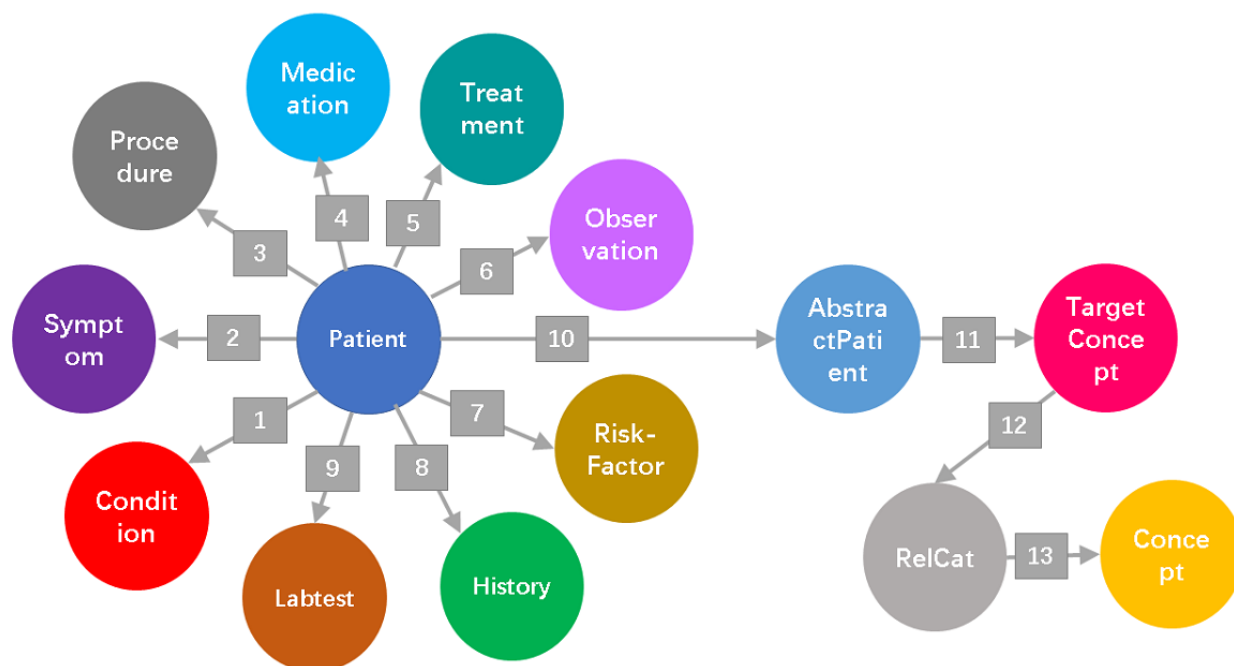 Medic
ation
Treat
ment
Proce
dure
4
5
Obser
vation
3
6
Sympt
om
2
Patient
10
Abstra
ctPati
ent
11
Target
Conce
pt
1
7
12
9
8
Risk-
Factor
Condit
ion
Labtest
History
RelCat
13
Conce
pt